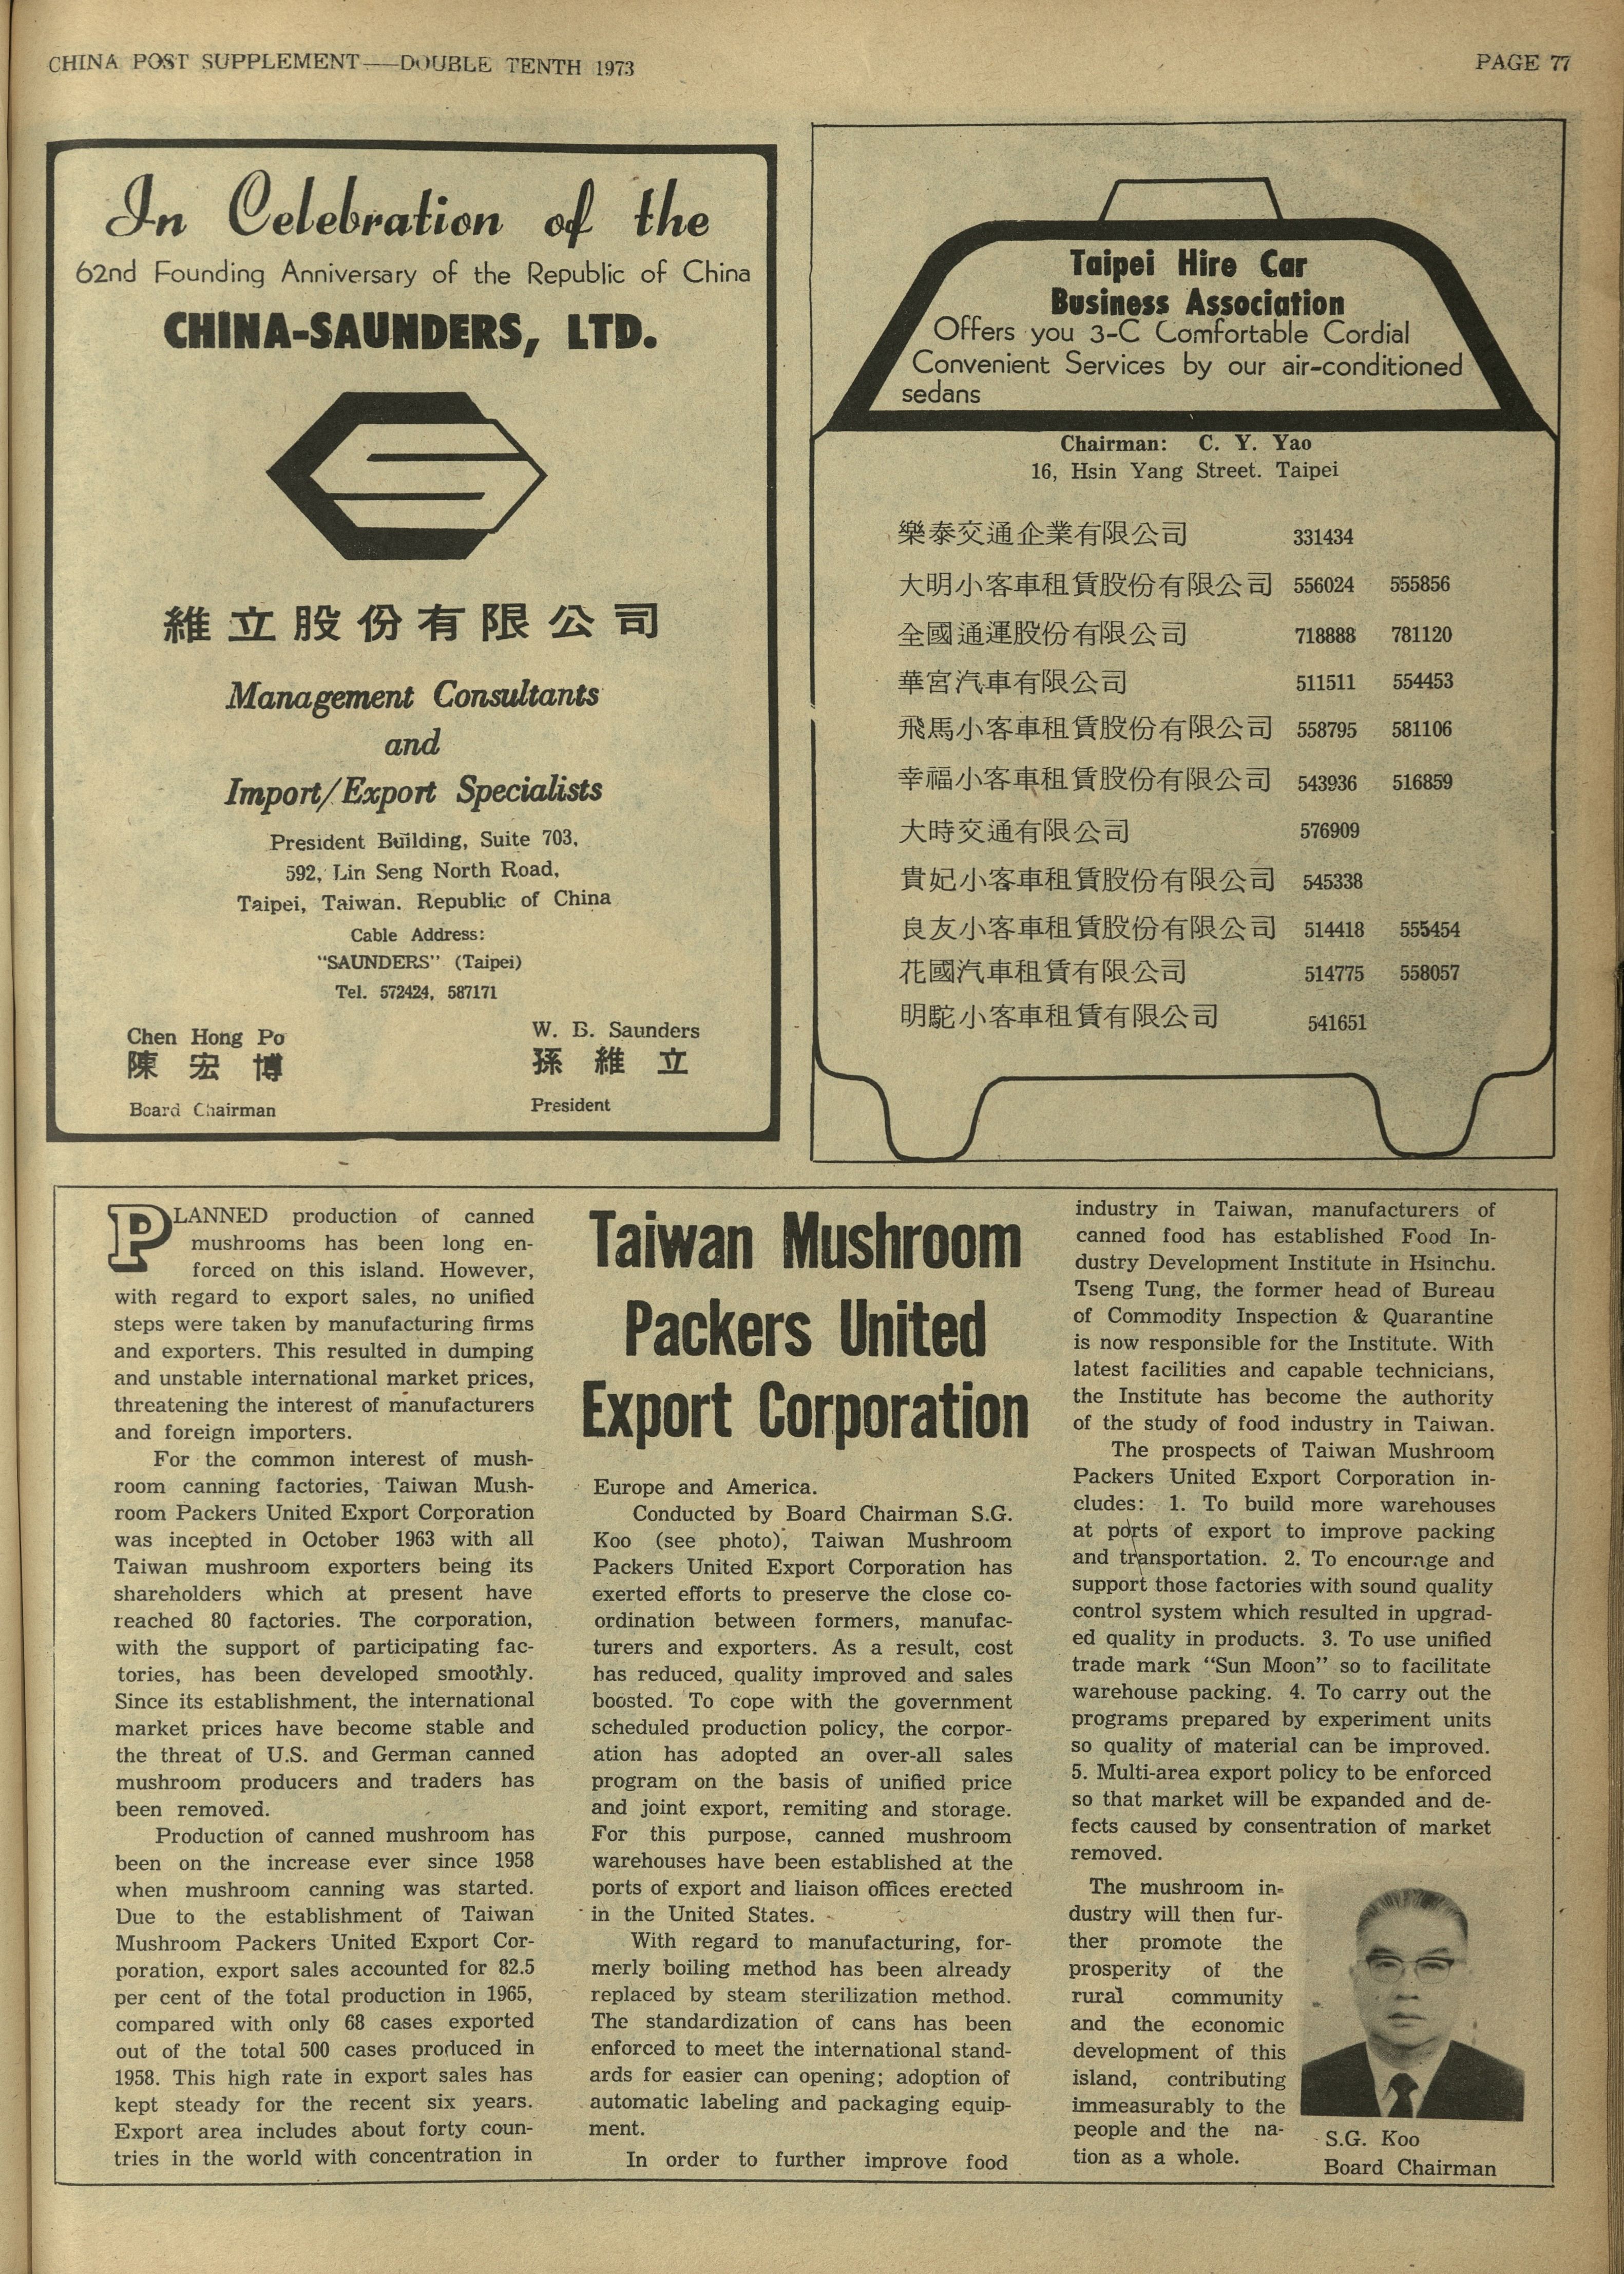 CHINA POST SUPPLEMENT——DOUBLE TENTH 1973
PAGE 77
In Celebration of the
62nd Founding Anniversary of the Republic of China
CHINA-SAUNDERS, LTD.
維立股份有限公司
Management Consultants
and
Import/Export Specialists
President Building, Suite 703,
592, Lin Seng North Road,
Taipei, Taiwan. Republic of China
Cable Address:
"SAUNDERS" (Taipei)
Tel. 572424, 587171
Chen Hong Po
陳宏博
Board Chairman
W. B. Saunders
孫維立
President
Taipei Hire Car
Business Association
Offers you 3-C Comfortable Cordial
Convenient Services by our air-conditioned
sedans
Chairman: C. Y. Yao
16, Hsin Yang Street. Taipei
樂泰交通企業有限公司 331434
大明小客車租賃股份有限公司 556024 555856
全國通運股份有限公司 718888 781120
華宮汽車有限公司 511511 554453
飛馬小客車租賃股份有限公司 558795 581106
幸福小客車租賃股份有限公司 543936 516859
大時交通有限公司 576909
貴妃小客車租賃股份有限公司 545338
良友小客車租賃股份有限公司 514418 555454
花國汽車租賃有限公司 514775 558057
明駝小客車租賃有限公司 541651
Taiwan Mushroom
Packers United
Export Corporation
PLANNED production of canned
mushrooms has been long en-
forced on this island. However,
with regard to export sales, no unified
steps were taken by manufacturing firms
and exporters. This resulted in dumping
and unstable international market prices,
threatening the interest of manufacturers
and foreign importers.
For the common interest of mush-
room canning factories, Taiwan Mush-
room Packers United Export Corporation
was incepted in October 1963 with all
Taiwan mushroom exporters being its
shareholders which at present have
reached 80 factories. The corporation,
with the support of participating fac-
tories, has been developed smoothly.
Since its establishment, the international
market prices have become stable and
the threat of U.S. and German canned
mushroom producers and traders has
been removed.
Production of canned mushroom has
been on the increase ever since 1958
when mushroom canning was started.
Due to the establishment of Taiwan
Mushroom Packers United Export Cor-
poration, export sales accounted for 82.5
per cent of the total production in 1965,
compared with only 68 cases exported
out of the total 500 cases produced in
1958. This high rate in export sales has
kept steady for the recent six years.
Export area includes about forty coun-
tries in the world with concentration in
Europe and America.
Conducted by Board Chairman S.G.
Koo (see photo), Taiwan Mushroom
Packers United Export Corporation has
exerted efforts to preserve the close co-
ordination between formers, manufac-
turers and exporters. As a result, cost
has reduced, quality improved and sales
boosted. To cope with the government
scheduled production policy, the corpor-
ation has adopted an over-all sales
program on the basis of unified price
and joint export, remiting and storage.
For this purpose, canned mushroom
warehouses have been established at the
ports of export and liaison offices erected
in the United States.
With regard to manufacturing, for-
merly boiling method has been already
replaced by steam sterilization method.
The standardization of cans has been
enforced to meet the international stand-
ards for easier can opening; adoption of
automatic labeling and packaging equip-
ment.
In order to further improve food
industry in Taiwan, manufacturers of
canned food has established Food In-
dustry Development Institute in Hsinchu.
Tseng Tung, the former head of Bureau
of Commodity Inspection & Quarantine
is now responsible for the Institute. With
latest facilities and capable technicians,
the Institute has become the authority
of the study of food industry in Taiwan.
The prospects of Taiwan Mushroom
Packers United Export Corporation in-
cludes: 1. To build more warehouses
at ports of export to improve packing
and transportation. 2. To encourage and
support those factories with sound quality
control system which resulted in upgrad-
ed quality in products. 3. To use unified
trade mark "Sun Moon" so to facilitate
warehouse packing. 4. To carry out the
programs prepared by experiment units
so quality of material can be improved.
5. Multi-area export policy to be enforced
so that market will be expanded and de-
fects caused by consentration of market
removed.
The mushroom in-
dustry will then fur-
ther promote the
prosperity of the
rural community
and the economic
development of this
island, contributing
immeasurably to the
people and the na-
tion as a whole.
S.G. Koo
Board Chairman